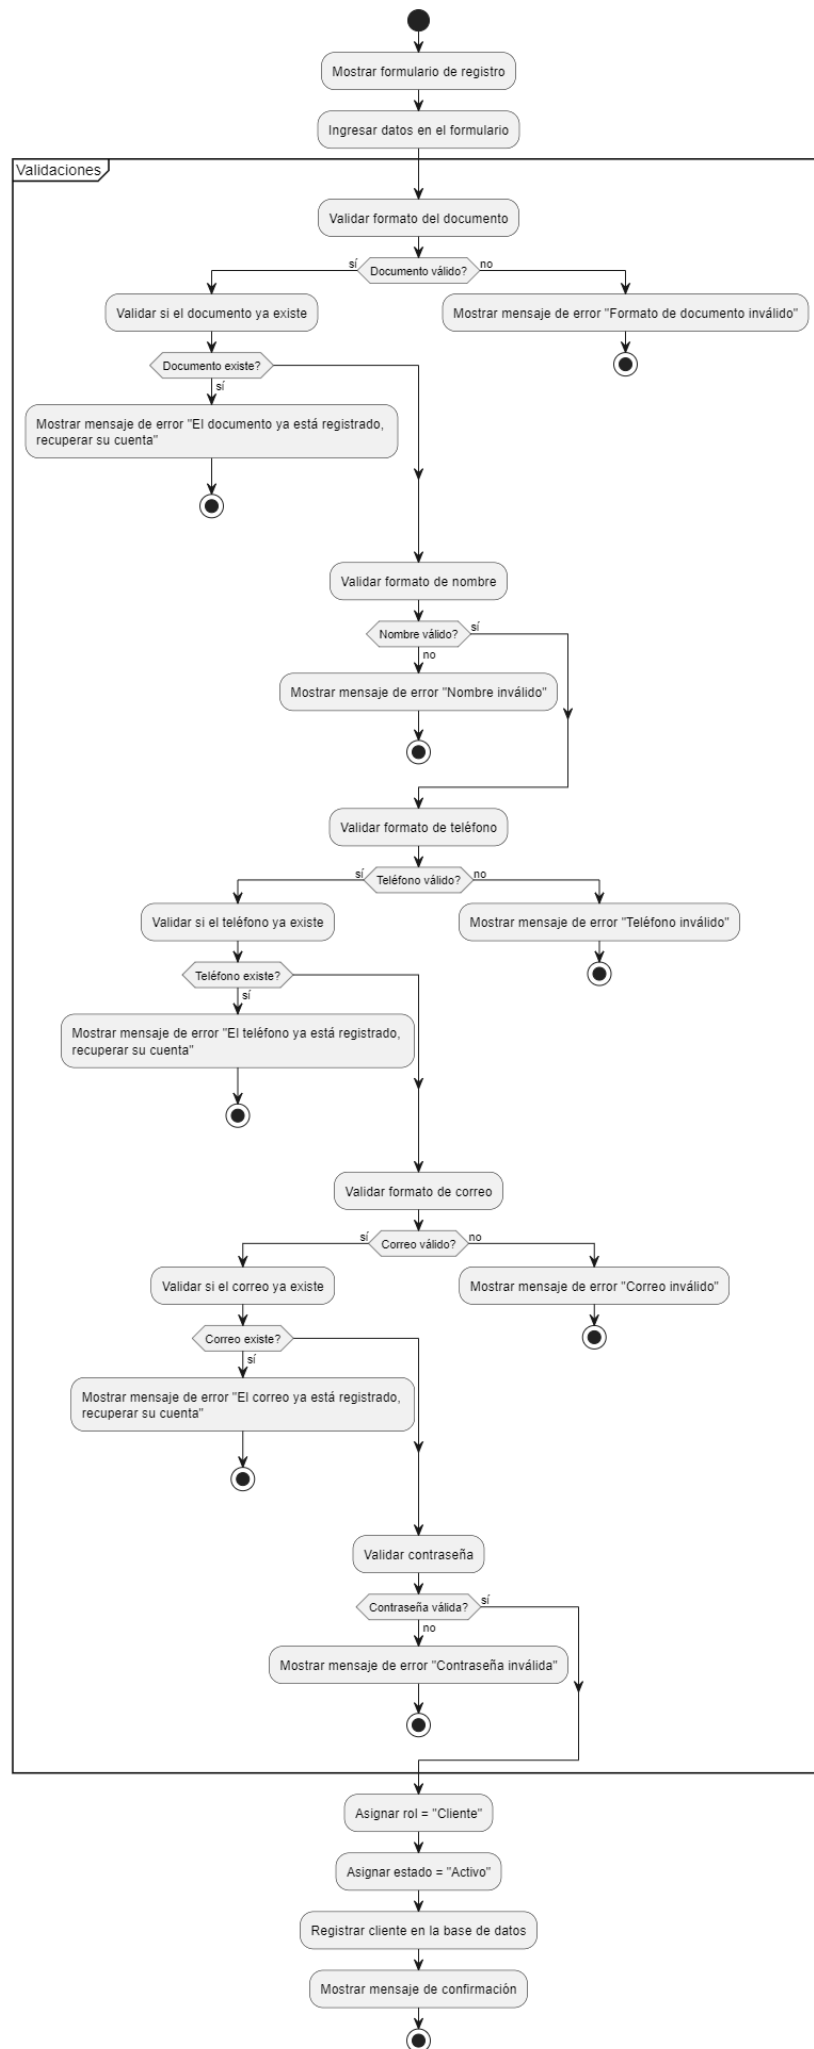 Mostrar formulario de registro
Ingresar datos en el formulario
Validaciones
Validar formato del documento
sí
Documento válido?
no
Validar si el documento ya existe
Mostrar mensaje de error "Formato de documento inválido"
Documento existe?
sí
Mostrar mensaje de error "El documento ya está registrado,
recuperar su cuenta"
Validar formato de nombre
Nombre válido?
sí
no
Mostrar mensaje de error "Nombre inválido"
Validar formato de teléfono
sí
Teléfono válido?
no
Validar si el teléfono ya existe
Mostrar mensaje de error "Teléfono inválido"
Teléfono existe?
sí
Mostrar mensaje de error "El teléfono ya está registrado,
recuperar su cuenta"
Validar formato de correo
sí
Correo válido?
no
Validar si el correo ya existe
Mostrar mensaje de error "Correo inválido"
Correo existe?
sí
Mostrar mensaje de error "El correo ya está registrado,
recuperar su cuenta"
Validar contraseña
Contraseña válida?
sí
no
Mostrar mensaje de error "Contraseña inválida"
Asignar rol = "Cliente"
Asignar estado = "Activo"
Registrar cliente en la base de datos
Mostrar mensaje de confirmación